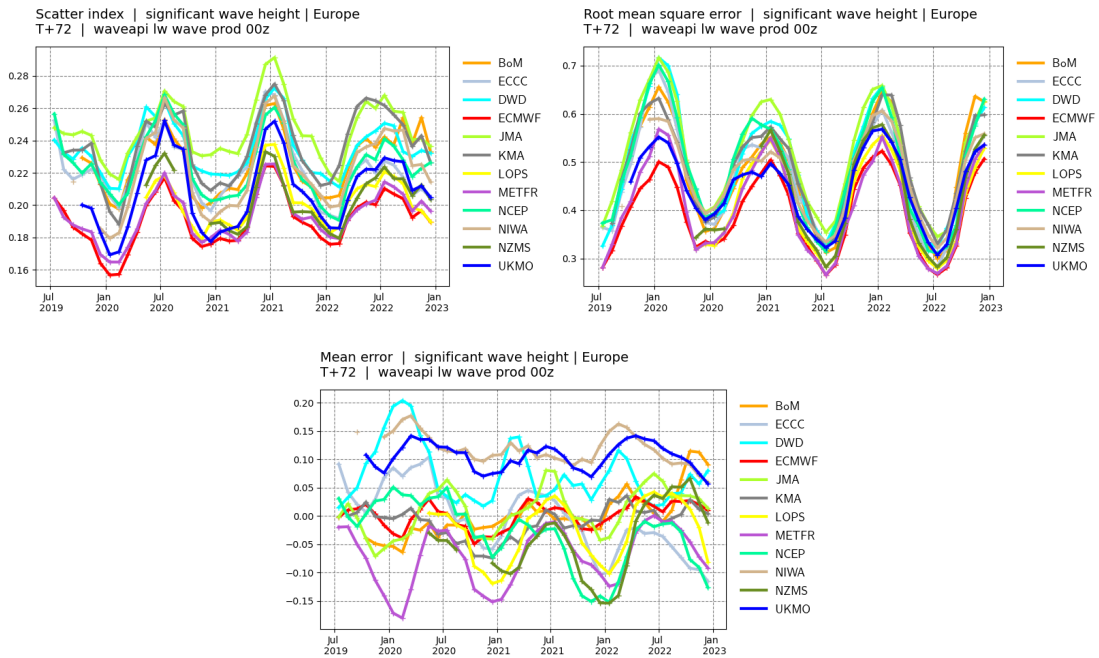 Scatter index | significant wave height | Europe
T+72 | waveapi lw wave prod 00z
0.28
0.26
0.24
0.22
0.20
0.18
0.16
Jul 2019
Jan 2020
Jul 2020
Jan 2021
Jul 2021
Jan 2022
Jul 2022
Jan 2023
BoM
ECCC
DWD
ECMWF
JMA
KMA
LOPS
METFR
NCEP
NIWA
NZMS
UKMO
Root mean square error | significant wave height | Europe
T+72 | waveapi lw wave prod 00z
0.7
0.6
0.5
0.4
0.3
Jul 2019
Jan 2020
Jul 2020
Jan 2021
Jul 2021
Jan 2022
Jul 2022
Jan 2023
BoM
ECCC
DWD
ECMWF
JMA
KMA
LOPS
METFR
NCEP
NIWA
NZMS
UKMO
Mean error | significant wave height | Europe
T+72 | waveapi lw wave prod 00z
0.20
0.15
0.10
0.05
0.00
−0.05
−0.10
−0.15
Jul 2019
Jan 2020
Jul 2020
Jan 2021
Jul 2021
Jan 2022
Jul 2022
Jan 2023
BoM
ECCC
DWD
ECMWF
JMA
KMA
LOPS
METFR
NCEP
NIWA
NZMS
UKMO